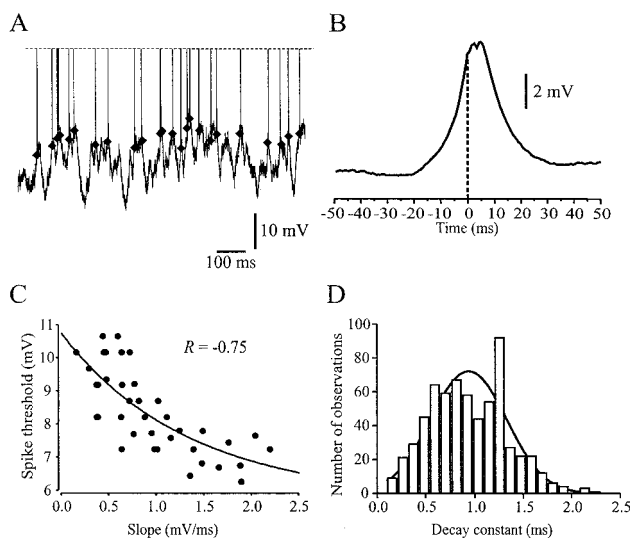 A
10 mV
100 ms
B
2 mV
-50 -40 -30 -20 -10 0 10 20 30 40 50
Time (ms)
C
11
10
9
8
7
6
Spike threshold (mV)
R = -0.75
0.0 0.5 1.0 1.5 2.0 2.5
Slope (mV/ms)
D
100
80
60
40
20
0
Number of observations
0.0 0.5 1.0 1.5 2.0 2.5
Decay constant (ms)